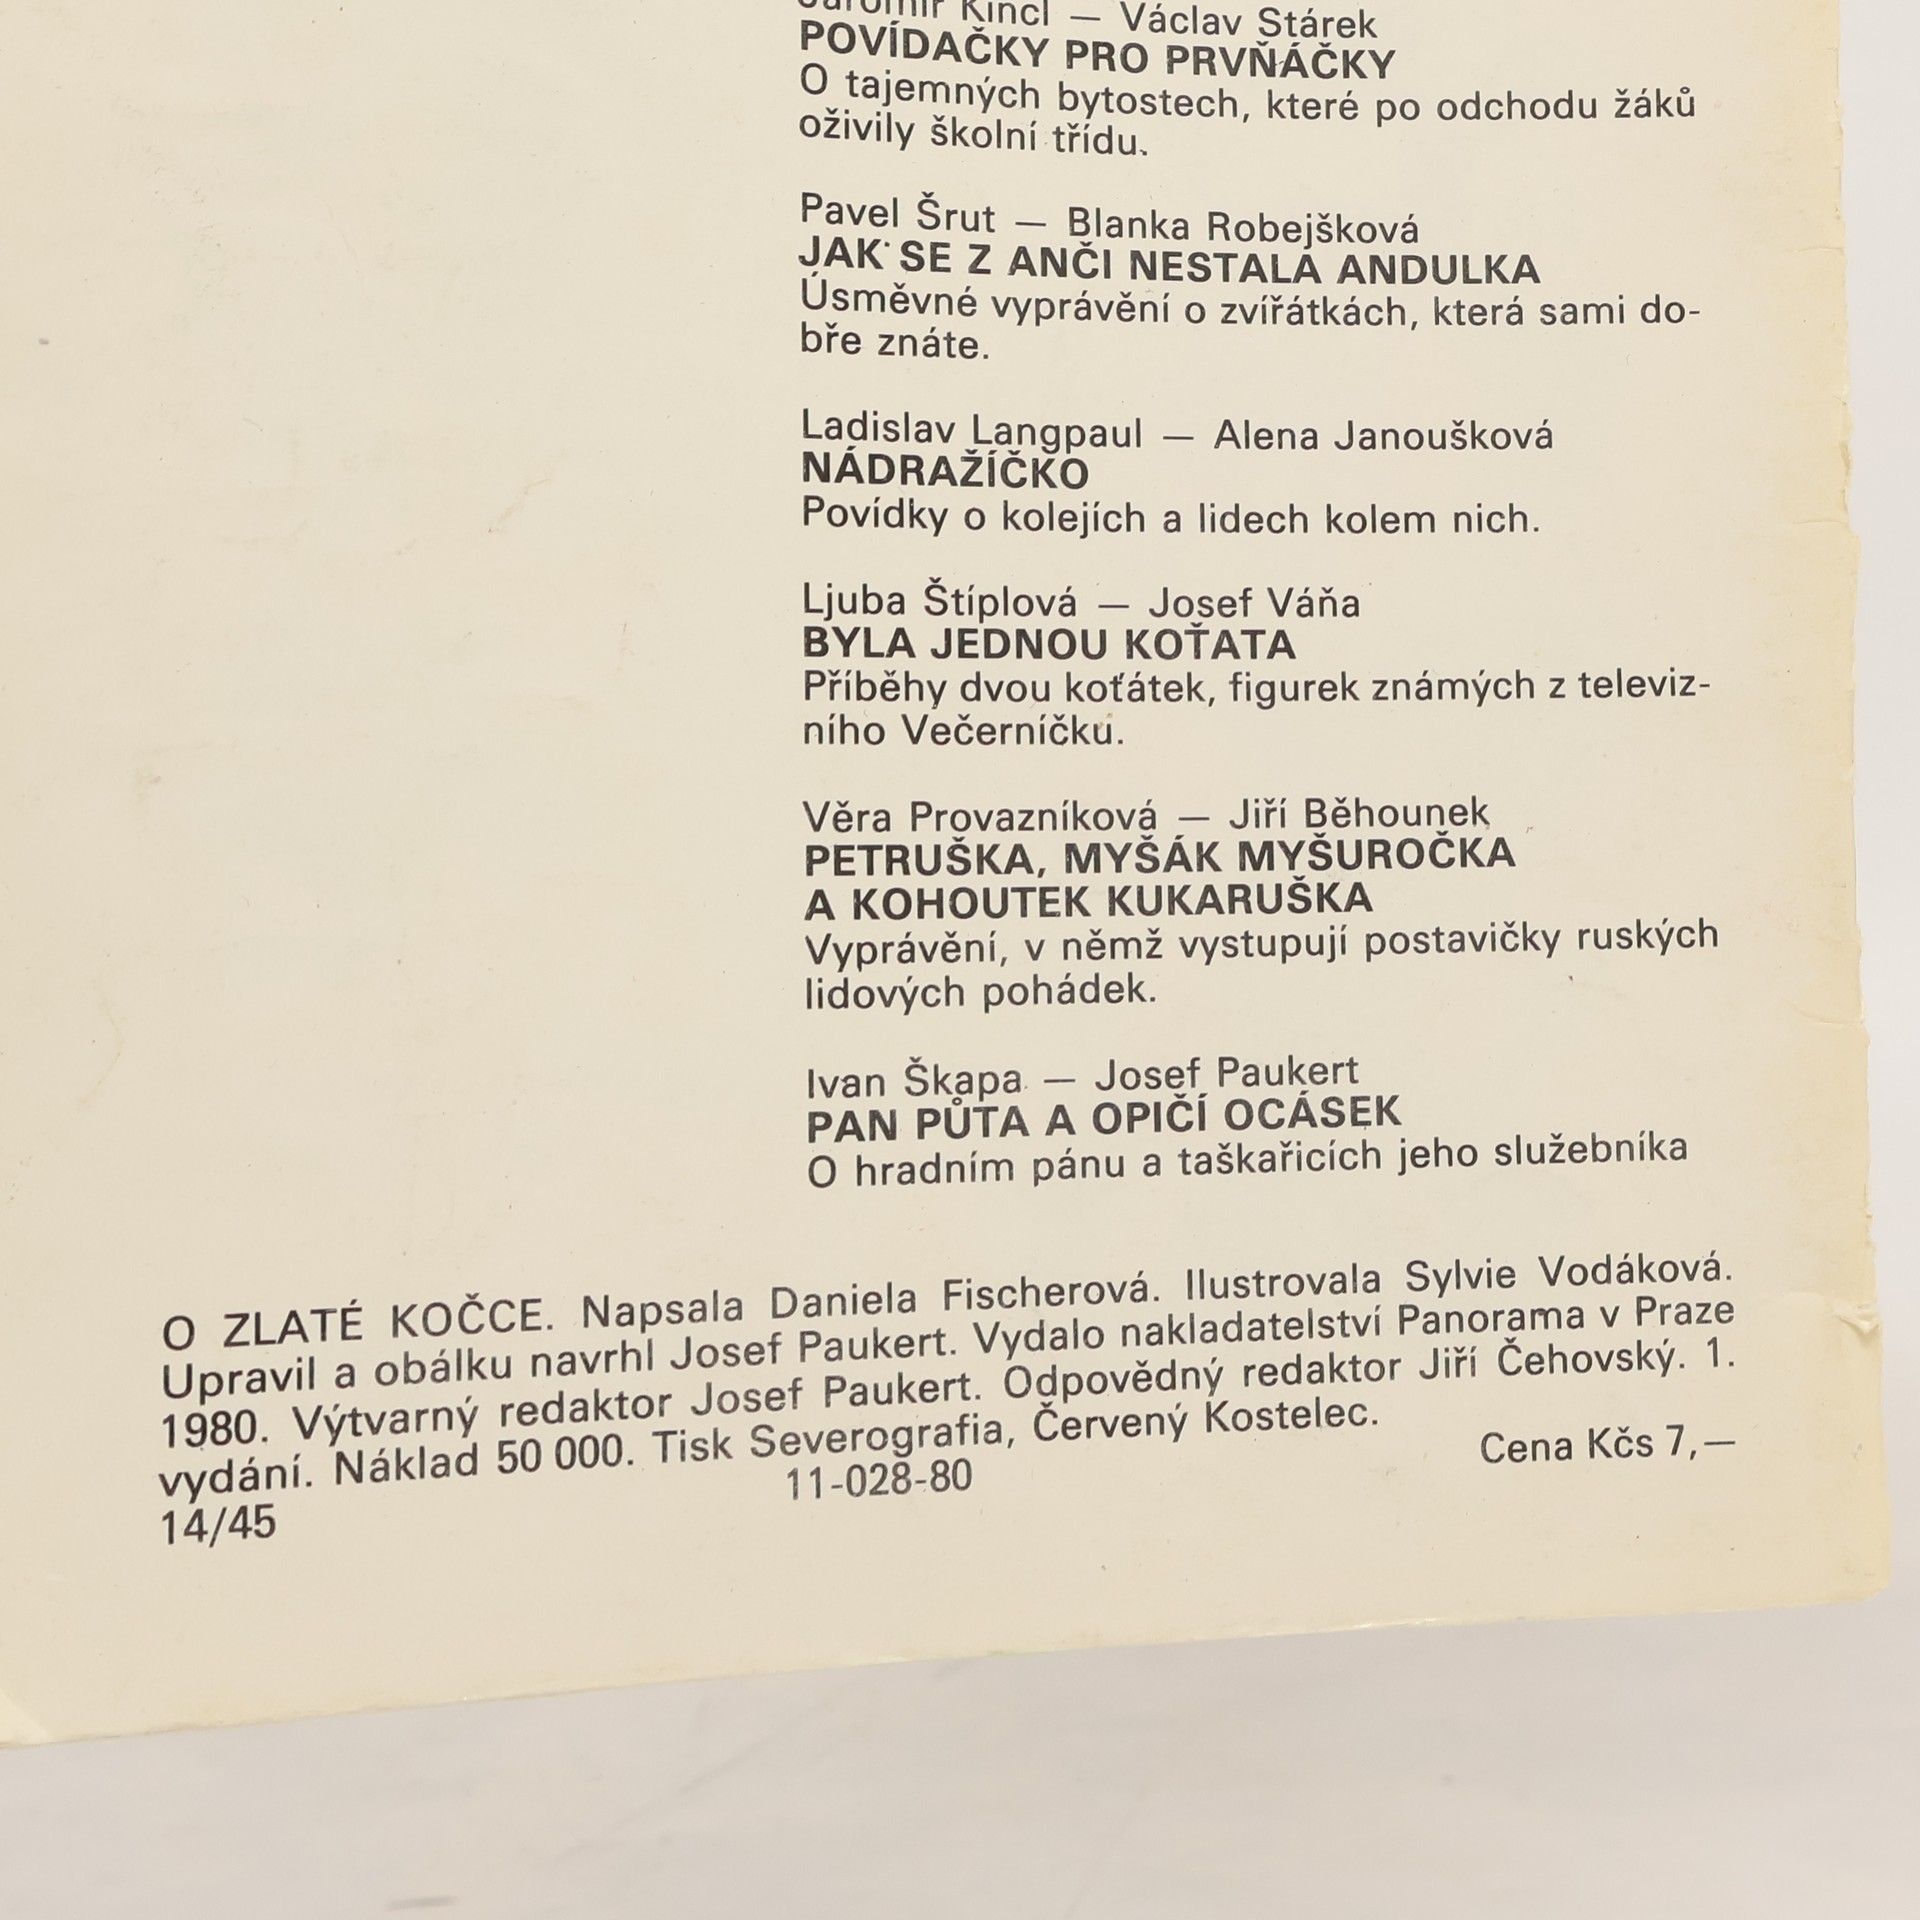 Jaromír Kincl — Václav Stárek
POVÍDAČKY PRO PRVŇÁČKY
O tajemných bytostech, které po odchodu žáků
oživily školní třídu.
Pavel Šrut — Blanka Robejšková
JAK SE Z ANČI NESTALA ANDULKA
Úsměvné vyprávění o zvířátkách, která sami do-
bře znáte.
Ladislav Langpaul — Alena Janoušková
NÁDRAŽÍČKO
Povídky o kolejích a lidech kolem nich.
Ljuba Štíplová — Josef Váňa
BYLA JEDNOU KOŤATA
Příběhy dvou koťátek, figurek známých z televiz-
ního Večerníčku.
Věra Provazníková — Jiří Běhounek
PETRUŠKA, MYŠÁK MYŠUROČKA
A KOHOUTEK KUKARUŠKA
Vyprávění, v němž vystupují postavičky ruských
lidových pohádek.
Ivan Škapa — Josef Paukert
PAN PŮTA A OPIČÍ OCÁSEK
O hradním pánu a taškařicích jeho služebníka
O ZLATÉ KOČCE. Napsala Daniela Fischerová. Ilustrovala Sylvie Vodáková.
Upravil a obálku navrhl Josef Paukert. Vydalo nakladatelství Panorama v Praze
1980. Výtvarný redaktor Josef Paukert. Odpovědný redaktor Jiří Čehovský. 1.
vydání. Náklad 50 000. Tisk Severografia, Červený Kostelec.
14/45 11-028-80 Cena Kčs 7,—